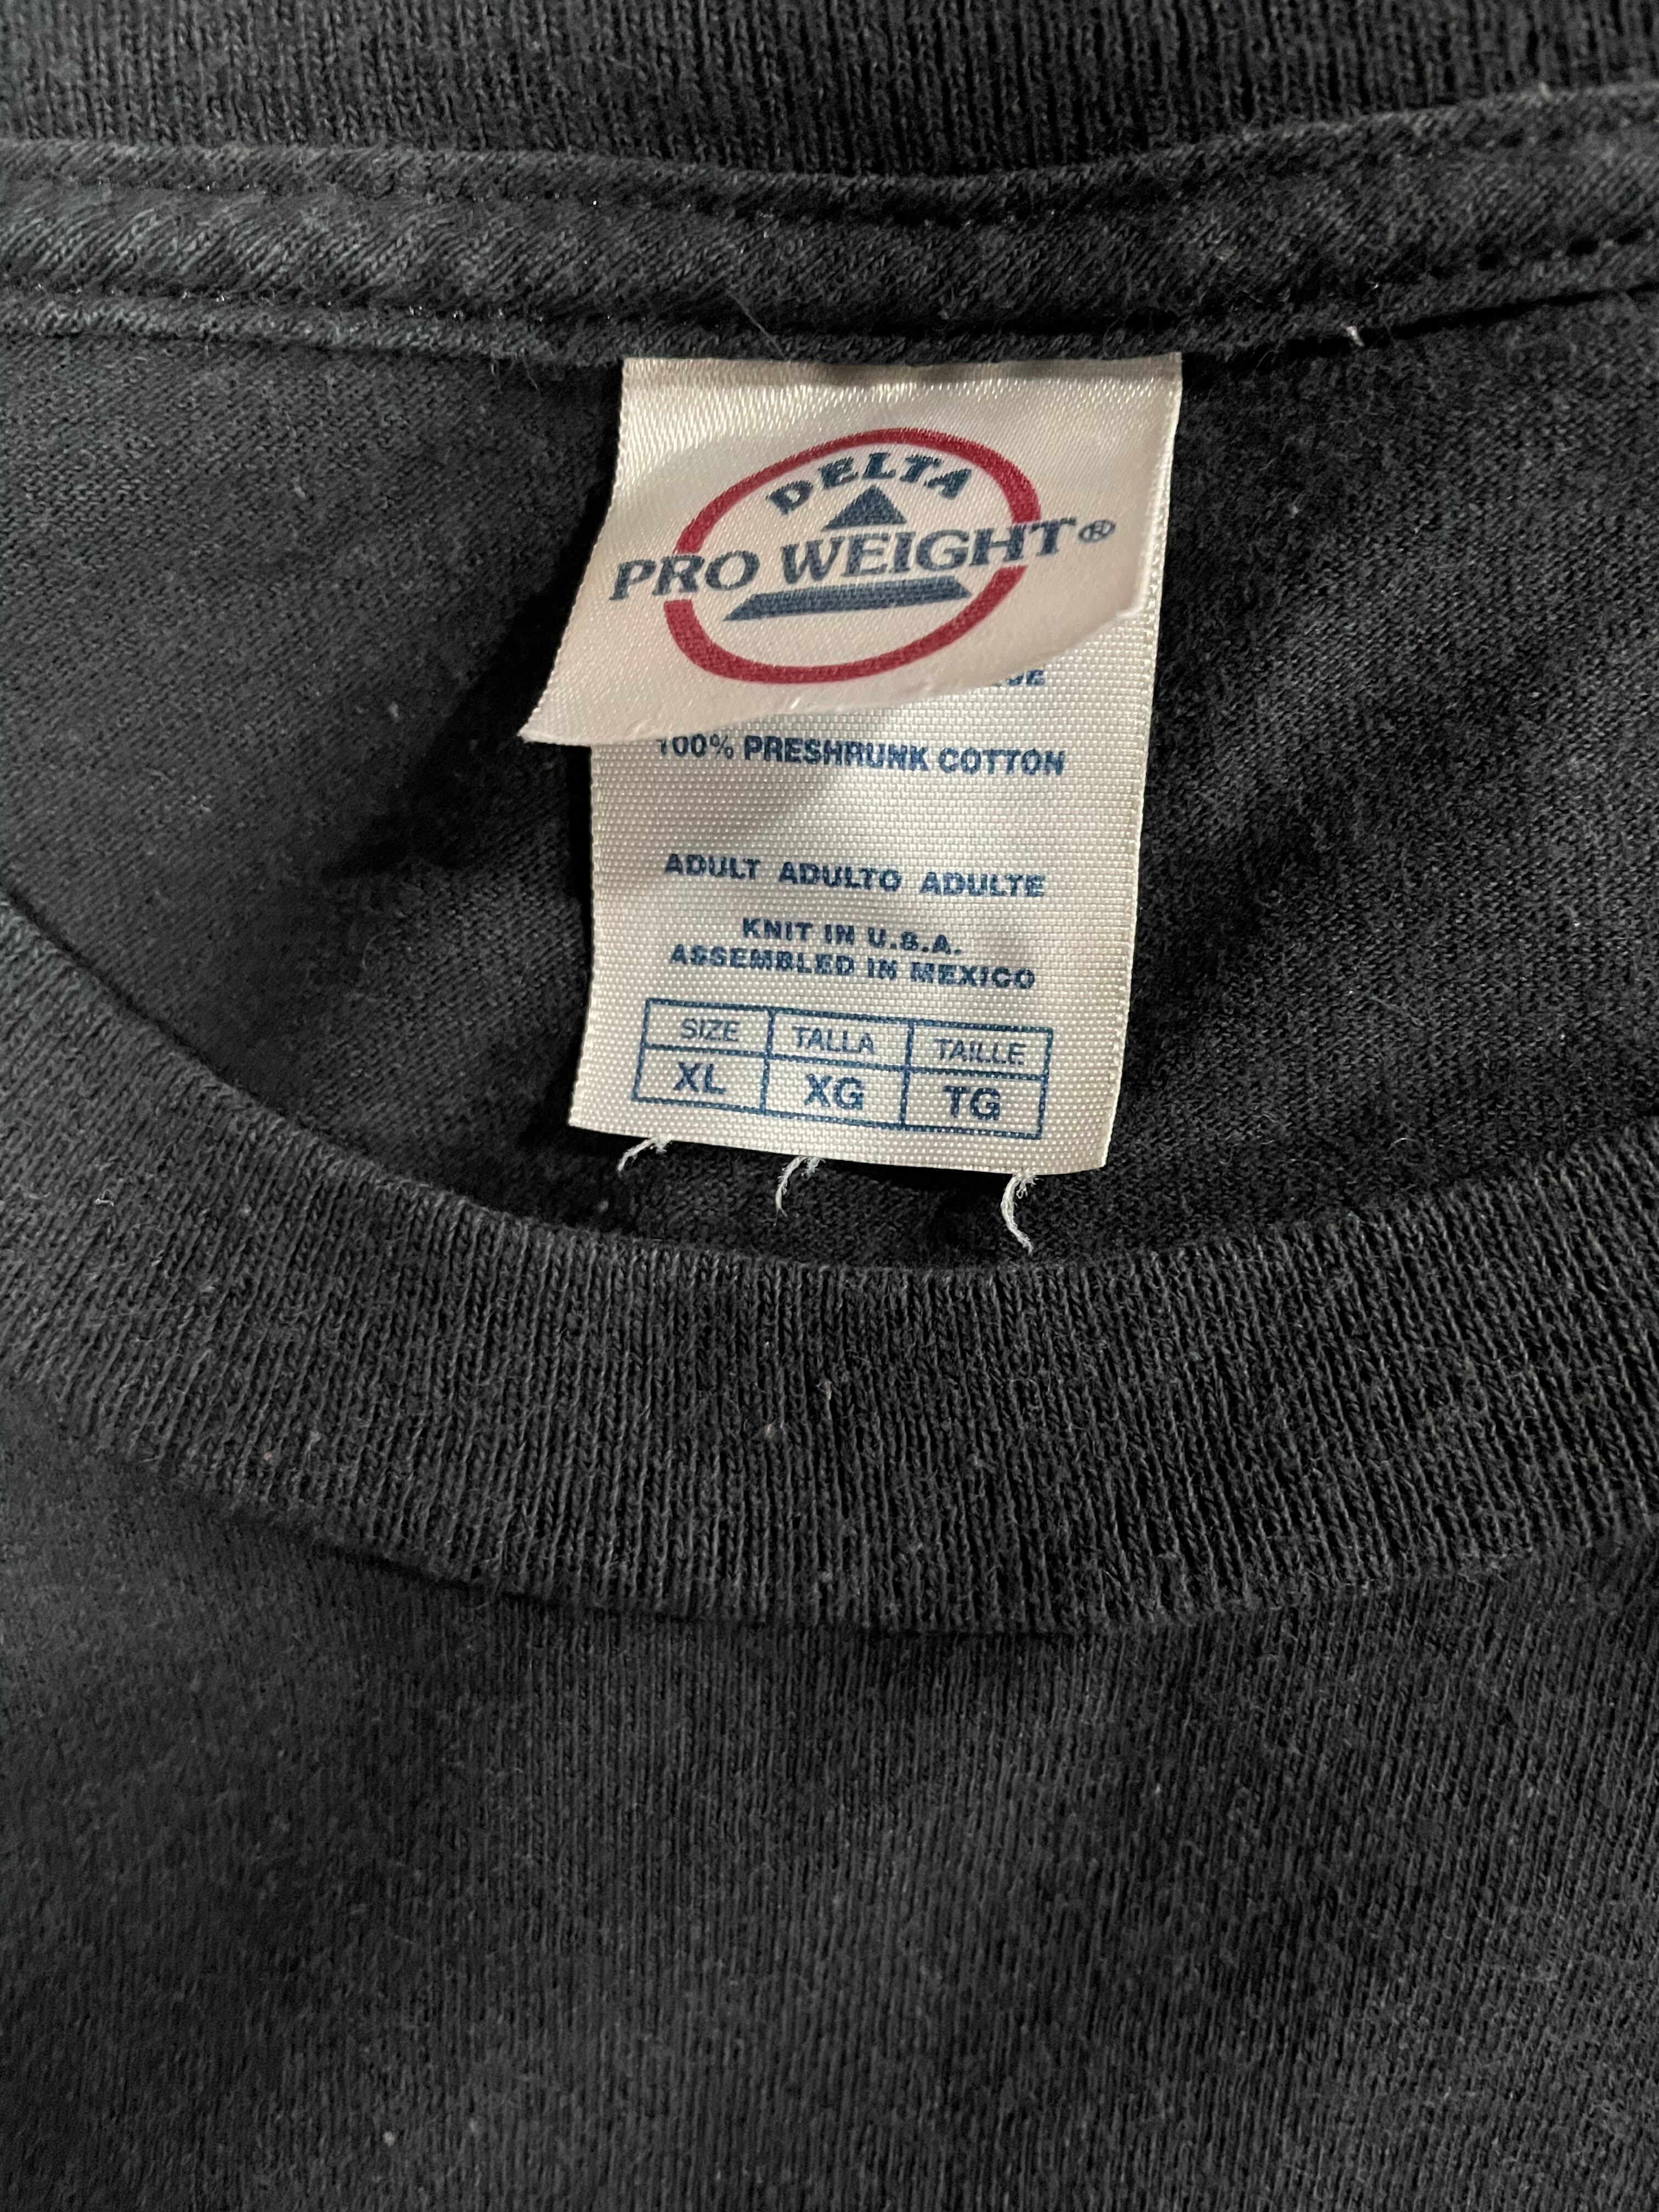 DELTA
PRO WEIGHT®
100% PRESHRUNK COTTON
ADULT ADULTO ADULTE
KNIT IN U.S.A.
ASSEMBLED IN MEXICO
SIZE TALLA TAILLE
XL XG TG